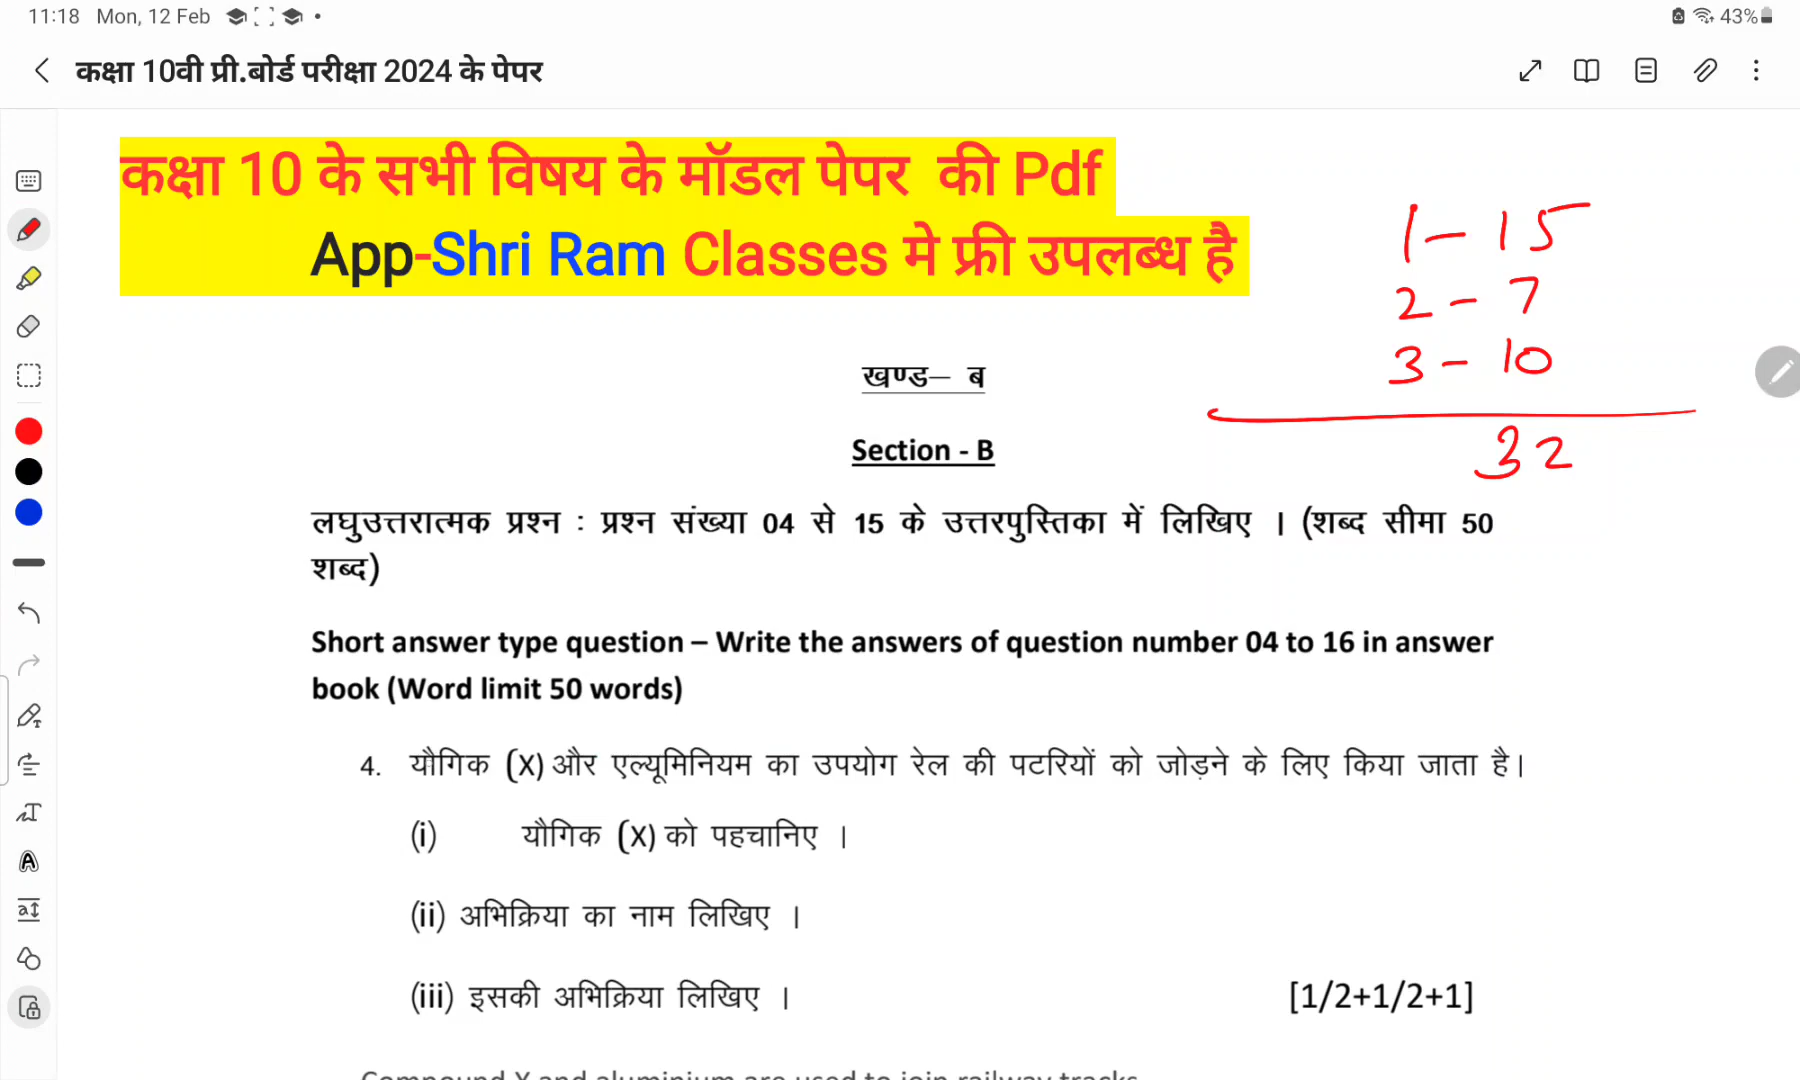 11:18 Mon, 12 Feb
43%
कक्षा 10वी प्री.बोर्ड परीक्षा 2024 के पेपर
कक्षा 10 के सभी विषय के मॉडल पेपर की Pdf
App-Shri Ram Classes मे फ्री उपलब्ध है
1 - 15
2 - 7
3 - 10
32
खण्ड– ब
Section - B
लघुउत्तरात्मक प्रश्न : प्रश्न संख्या 04 से 15 के उत्तरपुस्तिका में लिखिए । (शब्द सीमा 50
शब्द)
Short answer type question – Write the answers of question number 04 to 16 in answer
book (Word limit 50 words)
4. यौगिक (X) और एल्यूमिनियम का उपयोग रेल की पटरियों को जोड़ने के लिए किया जाता है।
(i) यौगिक (X) को पहचानिए ।
(ii) अभिक्रिया का नाम लिखिए ।
(iii) इसकी अभिक्रिया लिखिए । [1/2+1/2+1]
Compound X and aluminium are used to join railway tracks